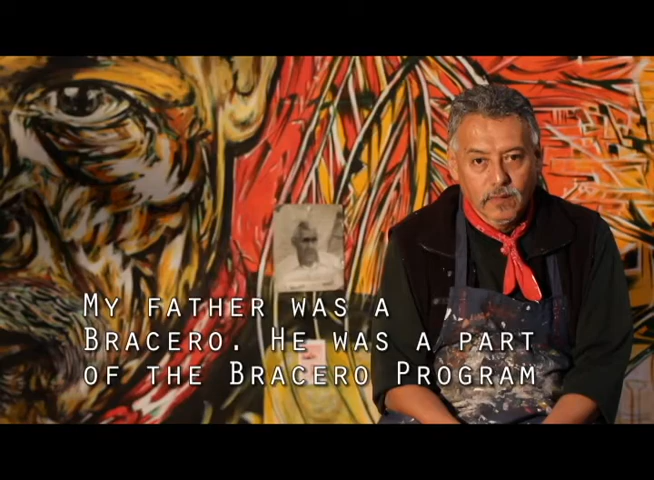 My father was a
Bracero. He was a part
of the Bracero Program